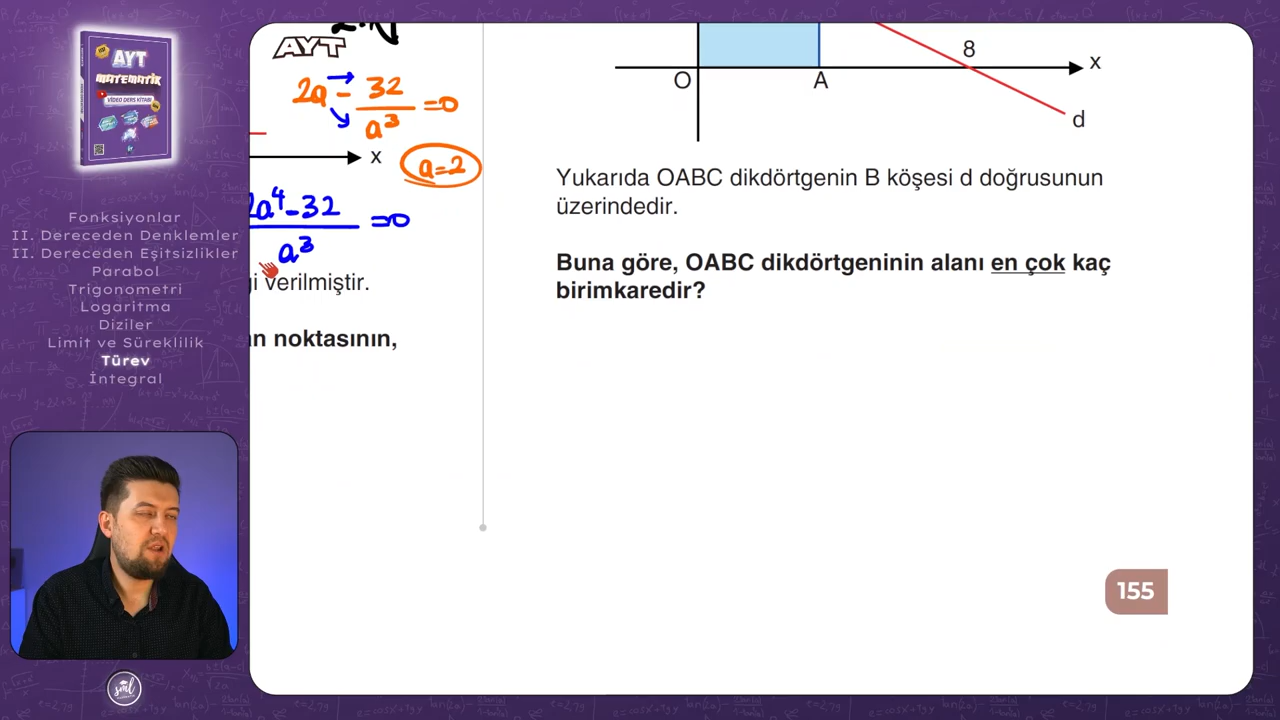 AYT
MATEMATİK
VİDEO DERS KİTABI
Fonksiyonlar
II. Dereceden Denklemler
II. Dereceden Eşitsizlikler
Parabol
Trigonometri
Logaritma
Diziler
Limit ve Süreklilik
Türev
İntegral
AYT
2a - 32/a³ = 0
x
a=2
2a⁴-32/a³ = 0
i verilmiştir.
n noktasının,
8
x
O
A
d
Yukarıda OABC dikdörtgenin B köşesi d doğrusunun
üzerindedir.
Buna göre, OABC dikdörtgeninin alanı en çok kaç
birimkaredir?
155